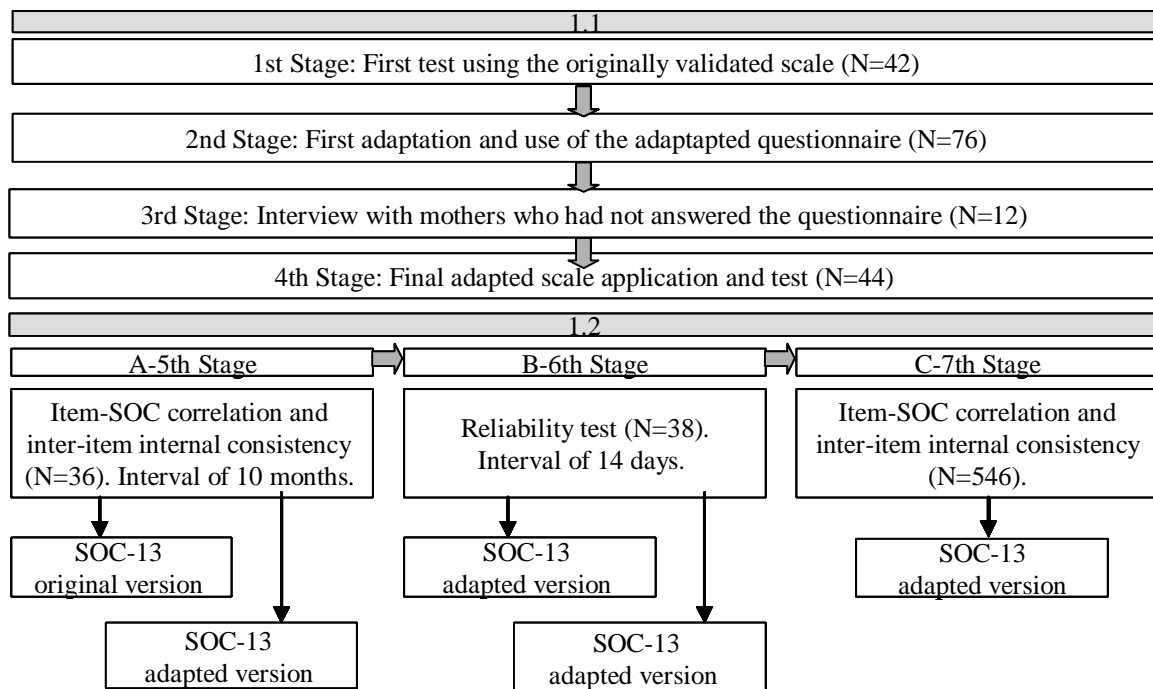 1.1
1st Stage: First test using the originally validated scale (N=42)
2nd Stage: First adaptation and use of the adaptapted questionnaire (N=76)
3rd Stage: Interview with mothers who had not answered the questionnaire (N=12)
4th Stage: Final adapted scale application and test (N=44)
1.2
A-5th Stage
B-6th Stage
C-7th Stage
Item-SOC correlation and
inter-item internal consistency
(N=36). Interval of 10 months.
Reliability test (N=38).
Interval of 14 days.
Item-SOC correlation and
inter-item internal consistency
(N=546).
SOC-13
original version
SOC-13
adapted version
SOC-13
adapted version
SOC-13
adapted version
SOC-13
adapted version